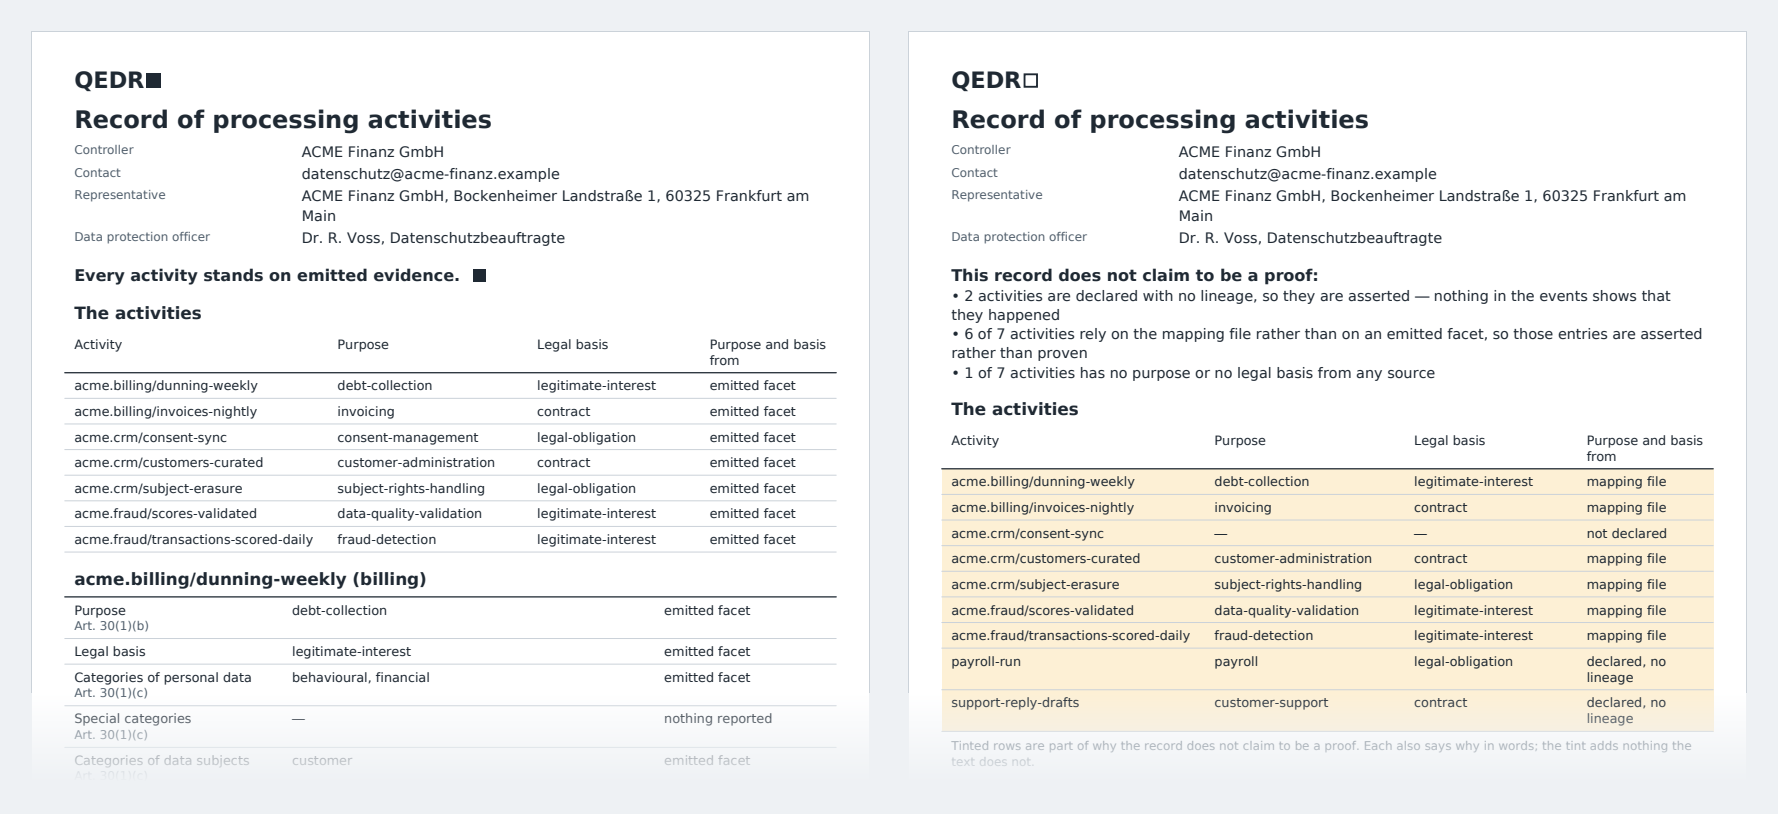 QEDR■
Record of processing activities
Controller ACME Finanz GmbH
Contact datenschutz@acme-finanz.example
Representative ACME Finanz GmbH, Bockenheimer Landstraße 1, 60325 Frankfurt am
Main
Data protection officer Dr. R. Voss, Datenschutzbeauftragte
Every activity stands on emitted evidence. ■
The activities
Activity Purpose Legal basis Purpose and basis
from
acme.billing/dunning-weekly debt-collection legitimate-interest emitted facet
acme.billing/invoices-nightly invoicing contract emitted facet
acme.crm/consent-sync consent-management legal-obligation emitted facet
acme.crm/customers-curated customer-administration contract emitted facet
acme.crm/subject-erasure subject-rights-handling legal-obligation emitted facet
acme.fraud/scores-validated data-quality-validation legitimate-interest emitted facet
acme.fraud/transactions-scored-daily fraud-detection legitimate-interest emitted facet
acme.billing/dunning-weekly (billing)
Purpose debt-collection emitted facet
Art. 30(1)(b)
Legal basis legitimate-interest emitted facet
Categories of personal data behavioural, financial emitted facet
Art. 30(1)(c)
Special categories — nothing reported
Art. 30(1)(c)
Categories of data subjects customer emitted facet
Art. 30(1)(c)
QEDR□
Record of processing activities
Controller ACME Finanz GmbH
Contact datenschutz@acme-finanz.example
Representative ACME Finanz GmbH, Bockenheimer Landstraße 1, 60325 Frankfurt am
Main
Data protection officer Dr. R. Voss, Datenschutzbeauftragte
This record does not claim to be a proof:
• 2 activities are declared with no lineage, so they are asserted — nothing in the events shows that
they happened
• 6 of 7 activities rely on the mapping file rather than on an emitted facet, so those entries are asserted
rather than proven
• 1 of 7 activities has no purpose or no legal basis from any source
The activities
Activity Purpose Legal basis Purpose and basis
from
acme.billing/dunning-weekly debt-collection legitimate-interest mapping file
acme.billing/invoices-nightly invoicing contract mapping file
acme.crm/consent-sync — — not declared
acme.crm/customers-curated customer-administration contract mapping file
acme.crm/subject-erasure subject-rights-handling legal-obligation mapping file
acme.fraud/scores-validated data-quality-validation legitimate-interest mapping file
acme.fraud/transactions-scored-daily fraud-detection legitimate-interest mapping file
payroll-run payroll legal-obligation declared, no
lineage
support-reply-drafts customer-support contract declared, no
lineage
Tinted rows are part of why the record does not claim to be a proof. Each also says why in words; the tint adds nothing the
text does not.